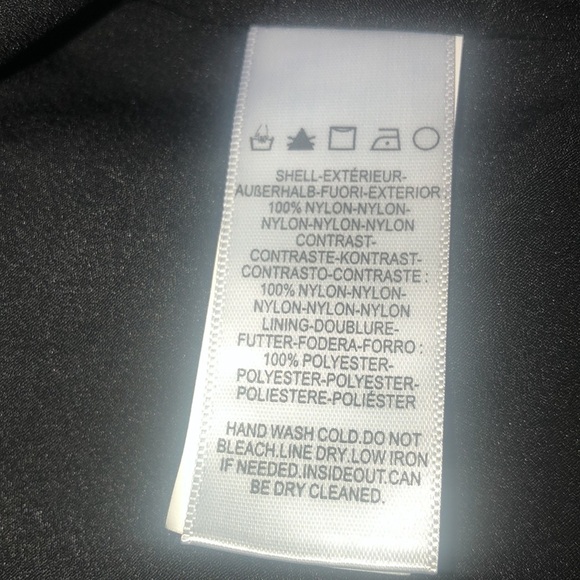 SHELL-EXTÉRIEUR-
AUßERHALB-FUORI-EXTERIOR
100% NYLON-NYLON-
NYLON-NYLON-NYLON
CONTRAST-
CONTRASTE-KONTRAST-
CONTRASTO-CONTRASTE :
100% NYLON-NYLON-
NYLON-NYLON-NYLON
LINING-DOUBLURE-
FUTTER-FODERA-FORRO :
100% POLYESTER-
POLYESTER-POLYESTER-
POLIESTERE-POLIÉSTER
HAND WASH COLD.DO NOT
BLEACH.LINE DRY.LOW IRON
IF NEEDED.INSIDEOUT.CAN
BE DRY CLEANED.